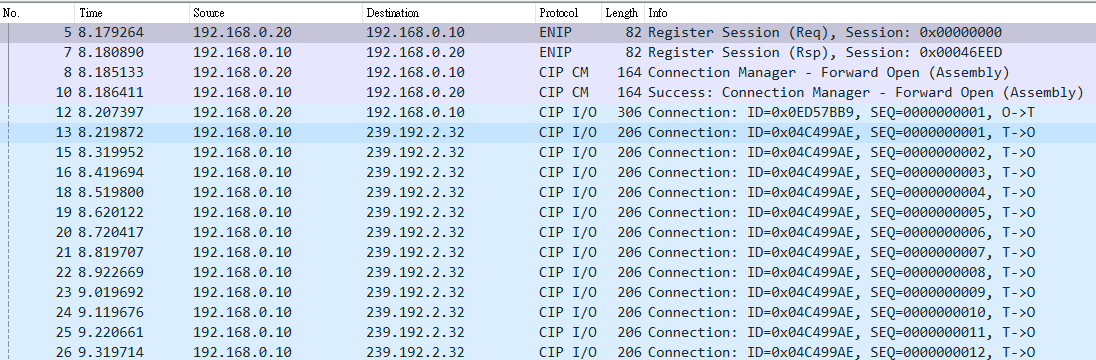 No. Time Source Destination Protocol Length Info
5 8.179264 192.168.0.20 192.168.0.10 ENIP 82 Register Session (Req), Session: 0x00000000
7 8.180890 192.168.0.10 192.168.0.20 ENIP 82 Register Session (Rsp), Session: 0x00046EED
8 8.185133 192.168.0.20 192.168.0.10 CIP CM 164 Connection Manager - Forward Open (Assembly)
10 8.186411 192.168.0.10 192.168.0.20 CIP CM 164 Success: Connection Manager - Forward Open (Assembly)
12 8.207397 192.168.0.20 192.168.0.10 CIP I/O 306 Connection: ID=0x0ED57BB9, SEQ=0000000001, O->T
13 8.219872 192.168.0.10 239.192.2.32 CIP I/O 206 Connection: ID=0x04C499AE, SEQ=0000000001, T->O
15 8.319952 192.168.0.10 239.192.2.32 CIP I/O 206 Connection: ID=0x04C499AE, SEQ=0000000002, T->O
16 8.419694 192.168.0.10 239.192.2.32 CIP I/O 206 Connection: ID=0x04C499AE, SEQ=0000000003, T->O
18 8.519800 192.168.0.10 239.192.2.32 CIP I/O 206 Connection: ID=0x04C499AE, SEQ=0000000004, T->O
19 8.620122 192.168.0.10 239.192.2.32 CIP I/O 206 Connection: ID=0x04C499AE, SEQ=0000000005, T->O
20 8.720417 192.168.0.10 239.192.2.32 CIP I/O 206 Connection: ID=0x04C499AE, SEQ=0000000006, T->O
21 8.819707 192.168.0.10 239.192.2.32 CIP I/O 206 Connection: ID=0x04C499AE, SEQ=0000000007, T->O
22 8.922669 192.168.0.10 239.192.2.32 CIP I/O 206 Connection: ID=0x04C499AE, SEQ=0000000008, T->O
23 9.019692 192.168.0.10 239.192.2.32 CIP I/O 206 Connection: ID=0x04C499AE, SEQ=0000000009, T->O
24 9.119676 192.168.0.10 239.192.2.32 CIP I/O 206 Connection: ID=0x04C499AE, SEQ=0000000010, T->O
25 9.220661 192.168.0.10 239.192.2.32 CIP I/O 206 Connection: ID=0x04C499AE, SEQ=0000000011, T->O
26 9.319714 192.168.0.10 239.192.2.32 CIP I/O 206 Connection: ID=0x04C499AE, SEQ=0000000012, T->O